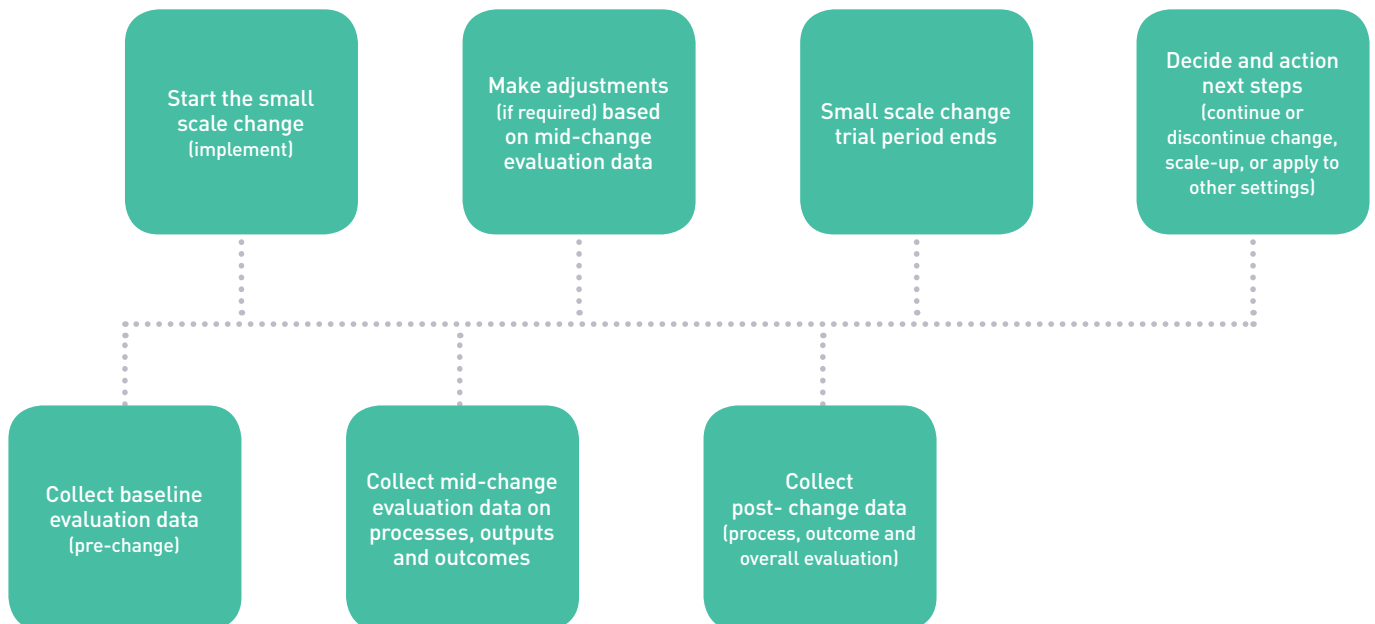 Start the small
scale change
(implement)
Make adjustments
(if required) based
on mid-change
evaluation data
Small scale change
trial period ends
Decide and action
next steps
(continue or
discontinue change,
scale-up, or apply to
other settings)
Collect baseline
evaluation data
(pre-change)
Collect mid-change
evaluation data on
processes, outputs
and outcomes
Collect
post- change data
(process, outcome and
overall evaluation)